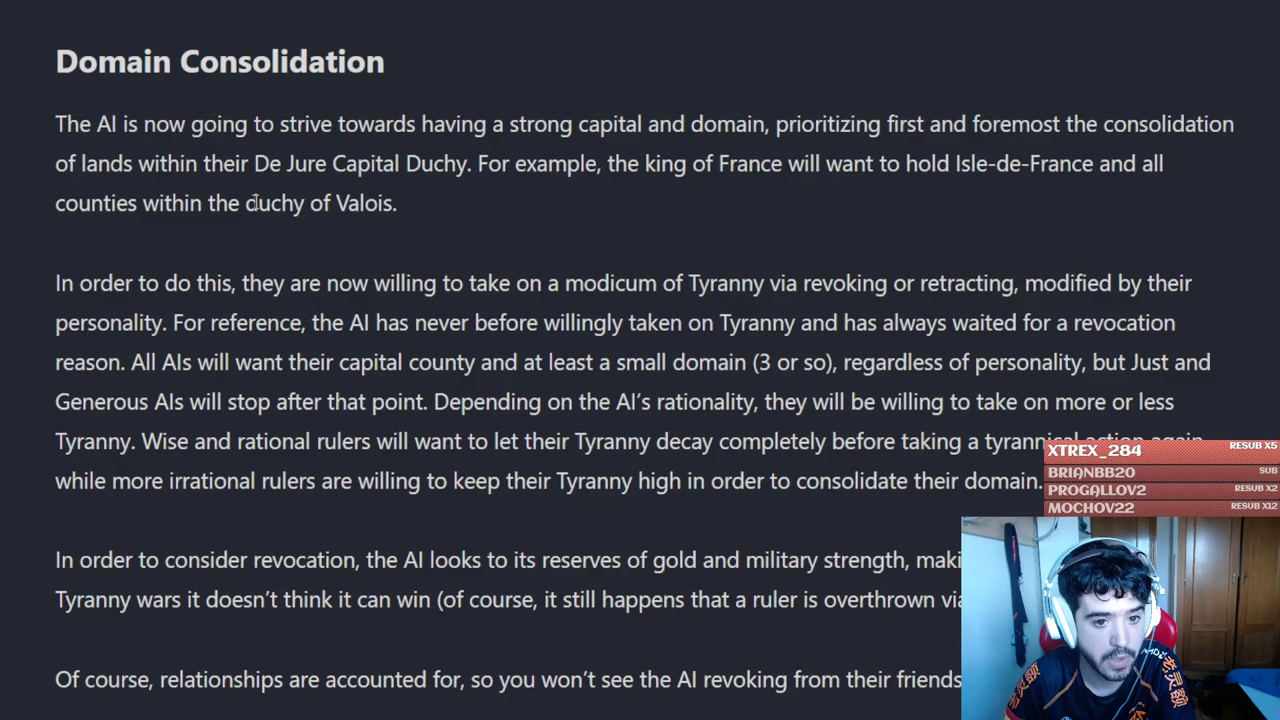 Domain Consolidation
The AI is now going to strive towards having a strong capital and domain, prioritizing first and foremost the consolidation
of lands within their De Jure Capital Duchy. For example, the king of France will want to hold Isle-de-France and all
counties within the duchy of Valois.
In order to do this, they are now willing to take on a modicum of Tyranny via revoking or retracting, modified by their
personality. For reference, the AI has never before willingly taken on Tyranny and has always waited for a revocation
reason. All AIs will want their capital county and at least a small domain (3 or so), regardless of personality, but Just and
Generous AIs will stop after that point. Depending on the AI’s rationality, they will be willing to take on more or less
Tyranny. Wise and rational rulers will want to let their Tyranny decay completely before taking a tyrannical action again,
while more irrational rulers are willing to keep their Tyranny high in order to consolidate their domain.
XTREX_284 RESUB X5
BRIANBB20 SUB
PROGALLOV2 RESUB X2
MOCHOV22 RESUB X12
In order to consider revocation, the AI looks to its reserves of gold and military strength,
Tyranny wars it doesn’t think it can win (of course, it still happens that a ruler is overthrown
Of course, relationships are accounted for, so you won’t see the AI revoking from their friends